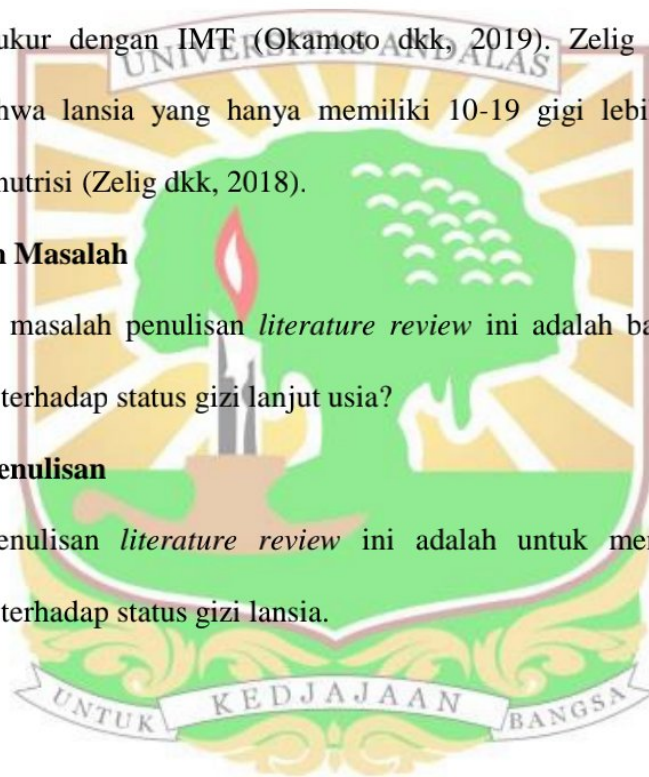 ukur dengan IMT (Okamoto dkk, 2019). Zelig
UNIVERSITAS ANDALAS
hwa lansia yang hanya memiliki 10-19 gigi lebi
nutrisi (Zelig dkk, 2018).
n Masalah
masalah penulisan literature review ini adalah ba
terhadap status gizi lanjut usia?
enulisan
enulisan literature review ini adalah untuk me
terhadap status gizi lansia.
UNTUK KEDJAJAAN BANGSA